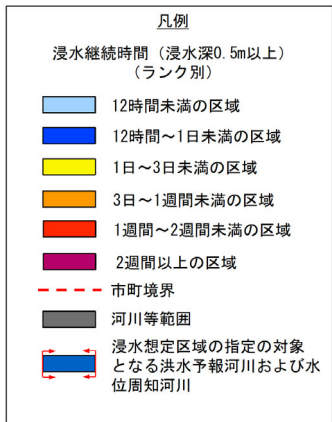 凡例
浸水継続時間（浸水深0.5m以上）
（ランク別）
12時間未満の区域
12時間～1日未満の区域
1日～3日未満の区域
3日～1週間未満の区域
1週間～2週間未満の区域
2週間以上の区域
市町境界
河川等範囲
浸水想定区域の指定の対象
となる洪水予報河川および水
位周知河川